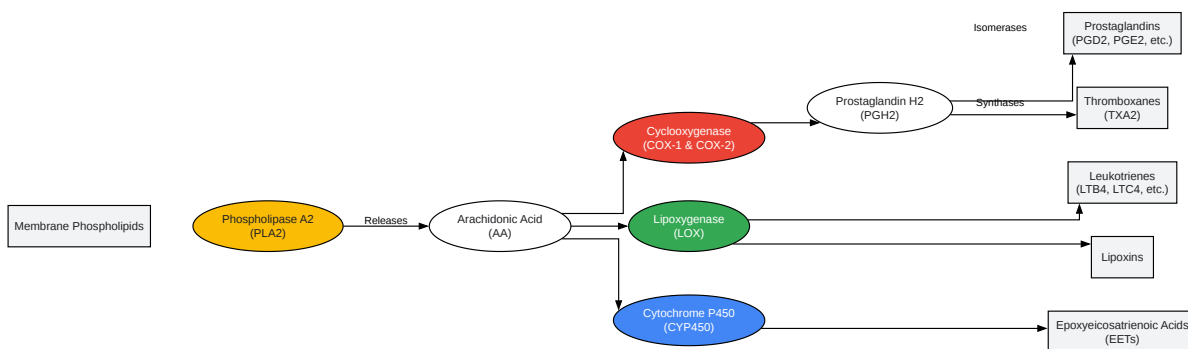 Isomerases
Prostaglandins
(PGD2, PGE2, etc.)
Prostaglandin H2
(PGH2)
Synthases
Thromboxanes
(TXA2)
Cyclooxygenase
(COX-1 & COX-2)
Leukotrienes
(LTB4, LTC4, etc.)
Membrane Phospholipids
Phospholipase A2
(PLA2)
Releases
Arachidonic Acid
(AA)
Lipoxygenase
(LOX)
Lipoxins
Cytochrome P450
(CYP450)
Epoxyeicosatrienoic Acids
(EETs)